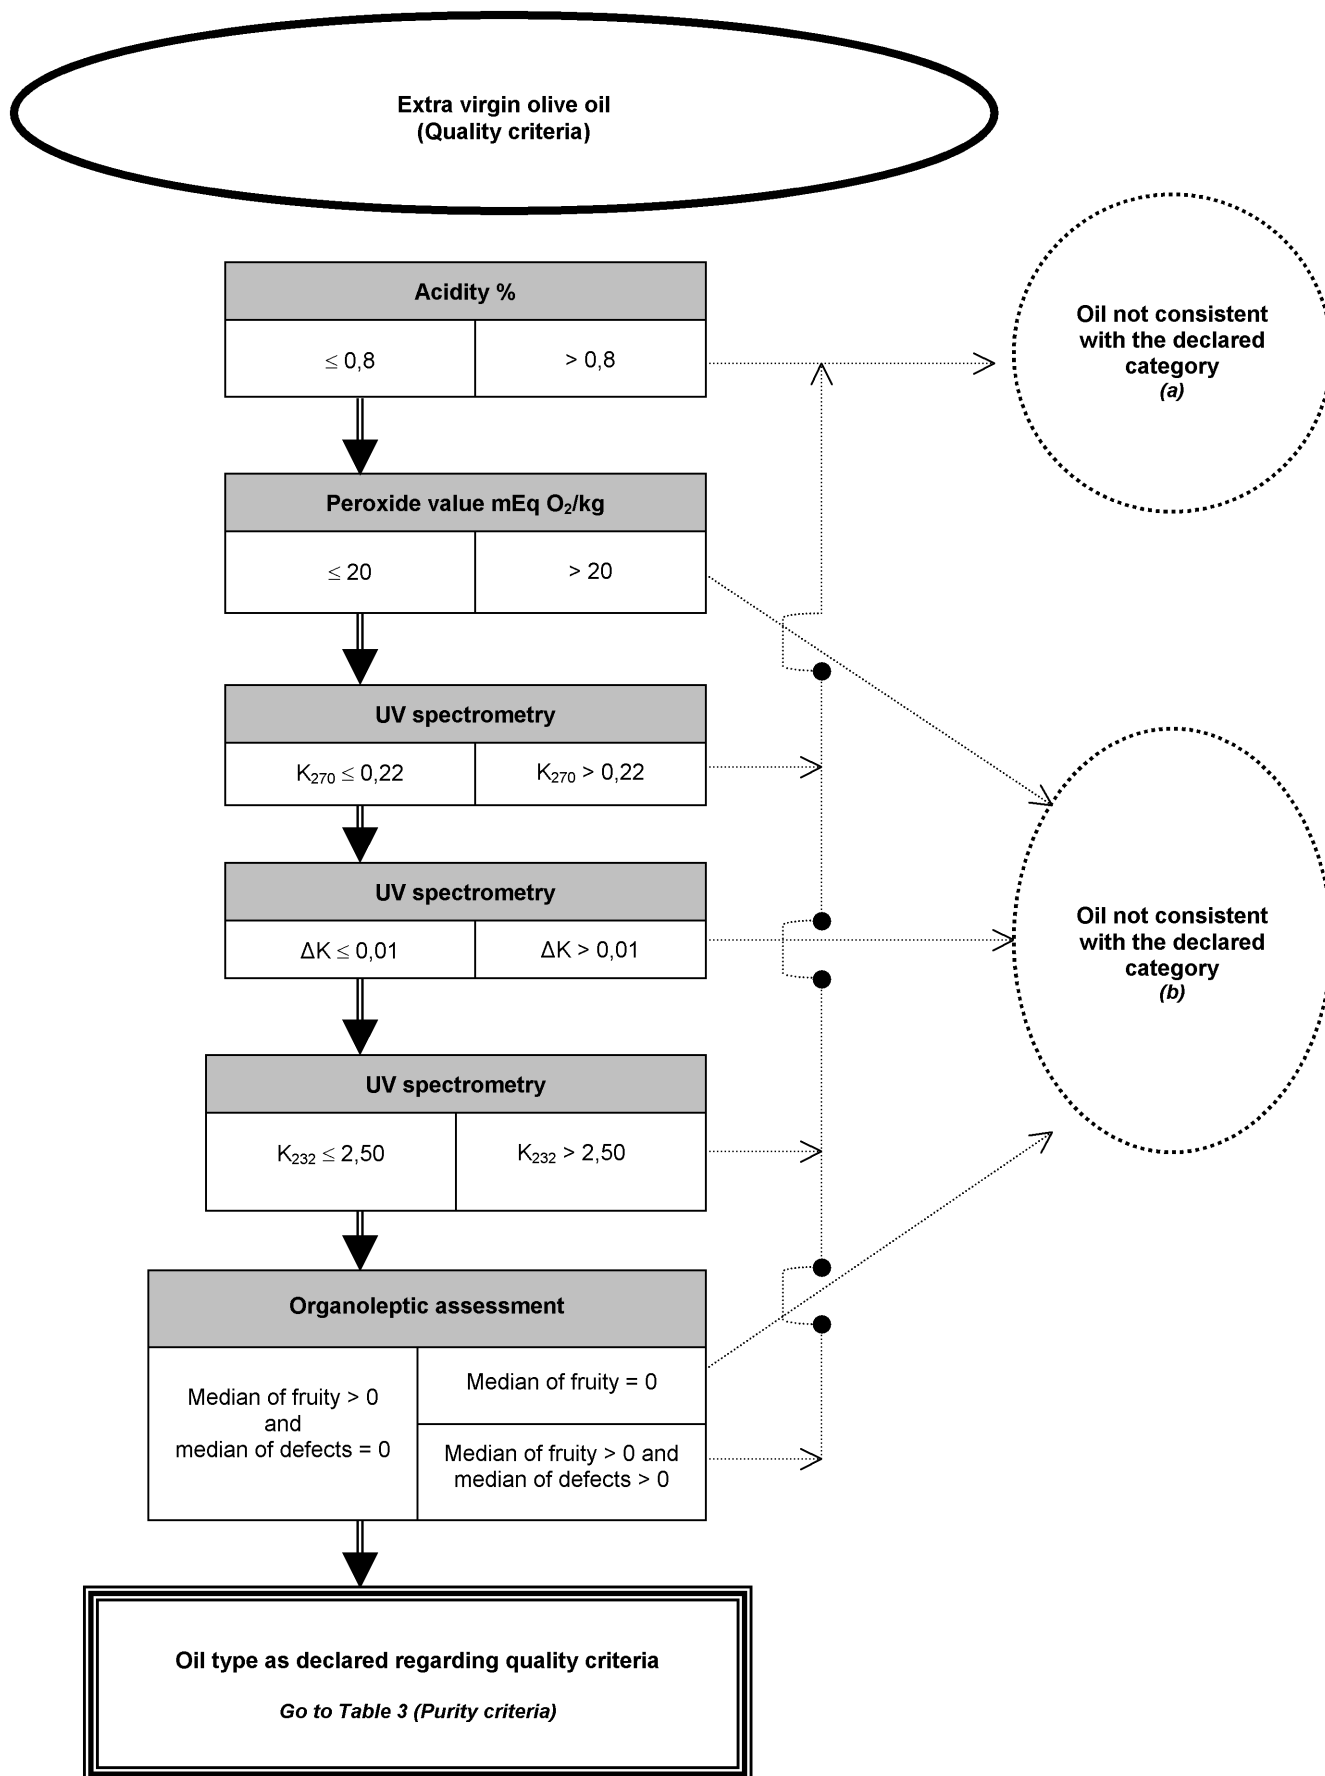 Extra virgin olive oil
(Quality criteria)
Acidity %
≤ 0,8
> 0,8
Oil not consistent
with the declared
category
(a)
Peroxide value mEq O₂/kg
≤ 20
> 20
UV spectrometry
K₂₇₀ ≤ 0,22
K₂₇₀ > 0,22
UV spectrometry
ΔK ≤ 0,01
ΔK > 0,01
Oil not consistent
with the declared
category
(b)
UV spectrometry
K₂₃₂ ≤ 2,50
K₂₃₂ > 2,50
Organoleptic assessment
Median of fruity > 0
and
median of defects = 0
Median of fruity = 0
Median of fruity > 0 and
median of defects > 0
Oil type as declared regarding quality criteria
Go to Table 3 (Purity criteria)